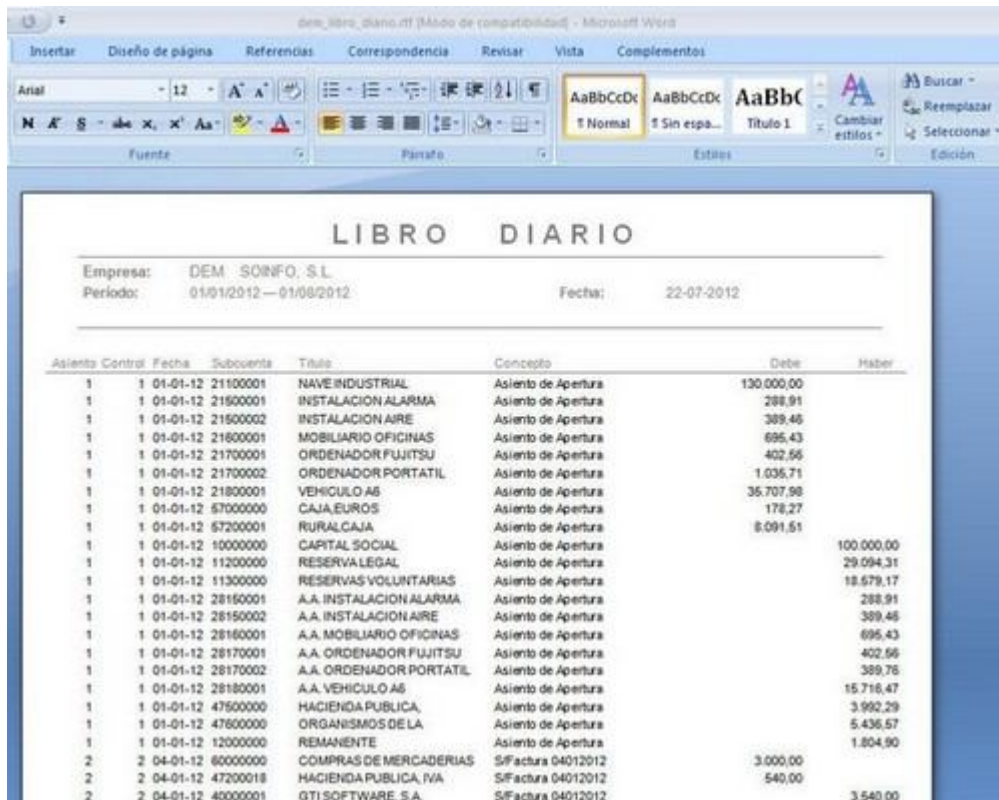 dem_libro_diario.rtf [Modo de compatibilidad] - Microsoft Word
Insertar Diseño de página Referencias Correspondencia Revisar Vista Complementos
Arial 12 AaBbCcDc AaBbCcDc AaBbC Buscar
Reemplazar
N K S abc x, x² Aa A ¶ Normal ¶ Sin espa... Título 1 Cambiar estilos Seleccionar
Fuente Párrafo Estilos Edición
LIBRO DIARIO
Empresa: DEM SOINFO, S.L.
Período: 01/01/2012 — 01/08/2012 Fecha: 22-07-2012
Asiento Control Fecha Subcuenta Título Concepto Debe Haber
1 1 01-01-12 21100001 NAVE INDUSTRIAL Asiento de Apertura 130.000,00
1 1 01-01-12 21500001 INSTALACION ALARMA Asiento de Apertura 288,91
1 1 01-01-12 21500002 INSTALACION AIRE Asiento de Apertura 389,46
1 1 01-01-12 21600001 MOBILIARIO OFICINAS Asiento de Apertura 695,43
1 1 01-01-12 21700001 ORDENADOR FUJITSU Asiento de Apertura 402,56
1 1 01-01-12 21700002 ORDENADOR PORTATIL Asiento de Apertura 1.035,71
1 1 01-01-12 21800001 VEHICULO A6 Asiento de Apertura 35.707,98
1 1 01-01-12 57000000 CAJA,EUROS Asiento de Apertura 178,27
1 1 01-01-12 57200001 RURALCAJA Asiento de Apertura 8.091,51
1 1 01-01-12 10000000 CAPITAL SOCIAL Asiento de Apertura 100.000,00
1 1 01-01-12 11200000 RESERVA LEGAL Asiento de Apertura 29.094,31
1 1 01-01-12 11300000 RESERVAS VOLUNTARIAS Asiento de Apertura 18.579,17
1 1 01-01-12 28150001 A.A. INSTALACION ALARMA Asiento de Apertura 288,91
1 1 01-01-12 28150002 A.A. INSTALACION AIRE Asiento de Apertura 389,46
1 1 01-01-12 28160001 A.A. MOBILIARIO OFICINAS Asiento de Apertura 695,43
1 1 01-01-12 28170001 A.A. ORDENADOR FUJITSU Asiento de Apertura 402,56
1 1 01-01-12 28170002 A.A. ORDENADOR PORTATIL Asiento de Apertura 389,76
1 1 01-01-12 28180001 A.A. VEHICULO A6 Asiento de Apertura 15.716,47
1 1 01-01-12 47500000 HACIENDA PUBLICA, Asiento de Apertura 3.992,29
1 1 01-01-12 47600000 ORGANISMOS DE LA Asiento de Apertura 5.436,57
1 1 01-01-12 12000000 REMANENTE Asiento de Apertura 1.804,90
2 2 04-01-12 60000000 COMPRAS DE MERCADERIAS S/Factura 04012012 3.000,00
2 2 04-01-12 47200018 HACIENDA PUBLICA, IVA S/Factura 04012012 540,00
2 2 04-01-12 40000001 GTI SOFTWARE, S.A. S/Factura 04012012 3.540,00